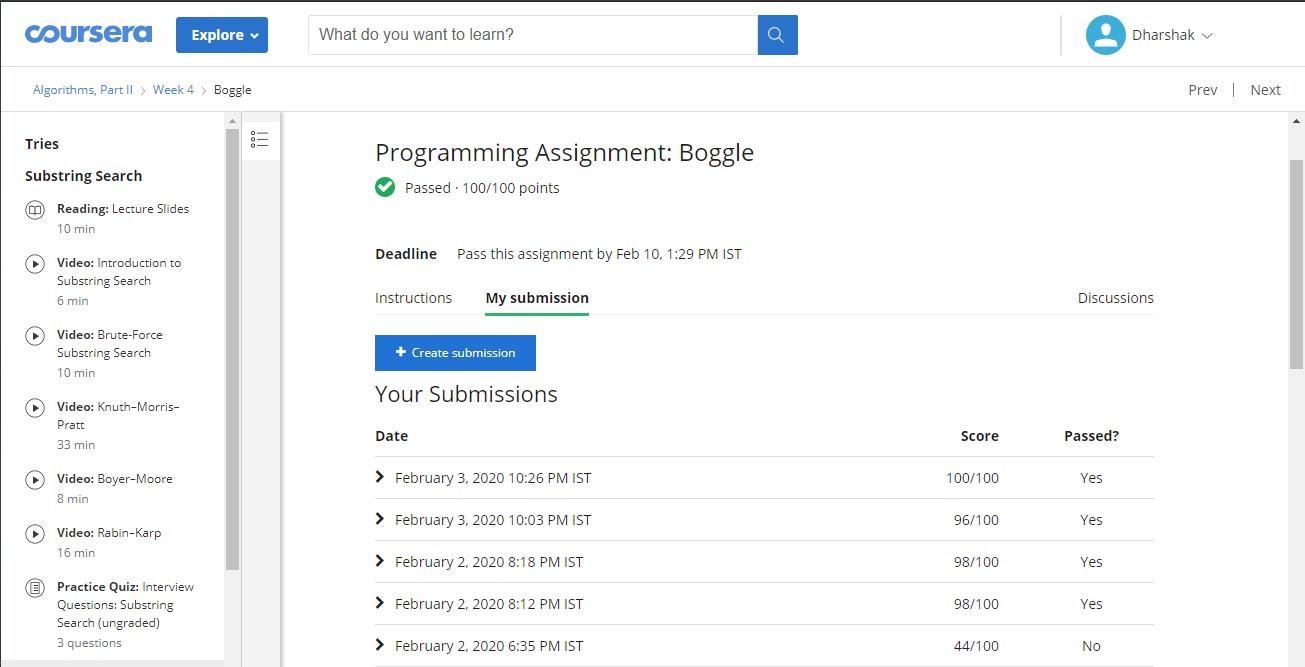 coursera
Explore
What do you want to learn?
Dharshak
Algorithms, Part II > Week 4 > Boggle
Prev | Next
Tries
Substring Search
Reading: Lecture Slides
10 min
Video: Introduction to
Substring Search
6 min
Video: Brute-Force
Substring Search
10 min
Video: Knuth–Morris–
Pratt
33 min
Video: Boyer–Moore
8 min
Video: Rabin–Karp
16 min
Practice Quiz: Interview
Questions: Substring
Search (ungraded)
3 questions
Programming Assignment: Boggle
Passed · 100/100 points
Deadline Pass this assignment by Feb 10, 1:29 PM IST
Instructions My submission Discussions
+ Create submission
Your Submissions
Date Score Passed?
February 3, 2020 10:26 PM IST 100/100 Yes
February 3, 2020 10:03 PM IST 96/100 Yes
February 2, 2020 8:18 PM IST 98/100 Yes
February 2, 2020 8:12 PM IST 98/100 Yes
February 2, 2020 6:35 PM IST 44/100 No